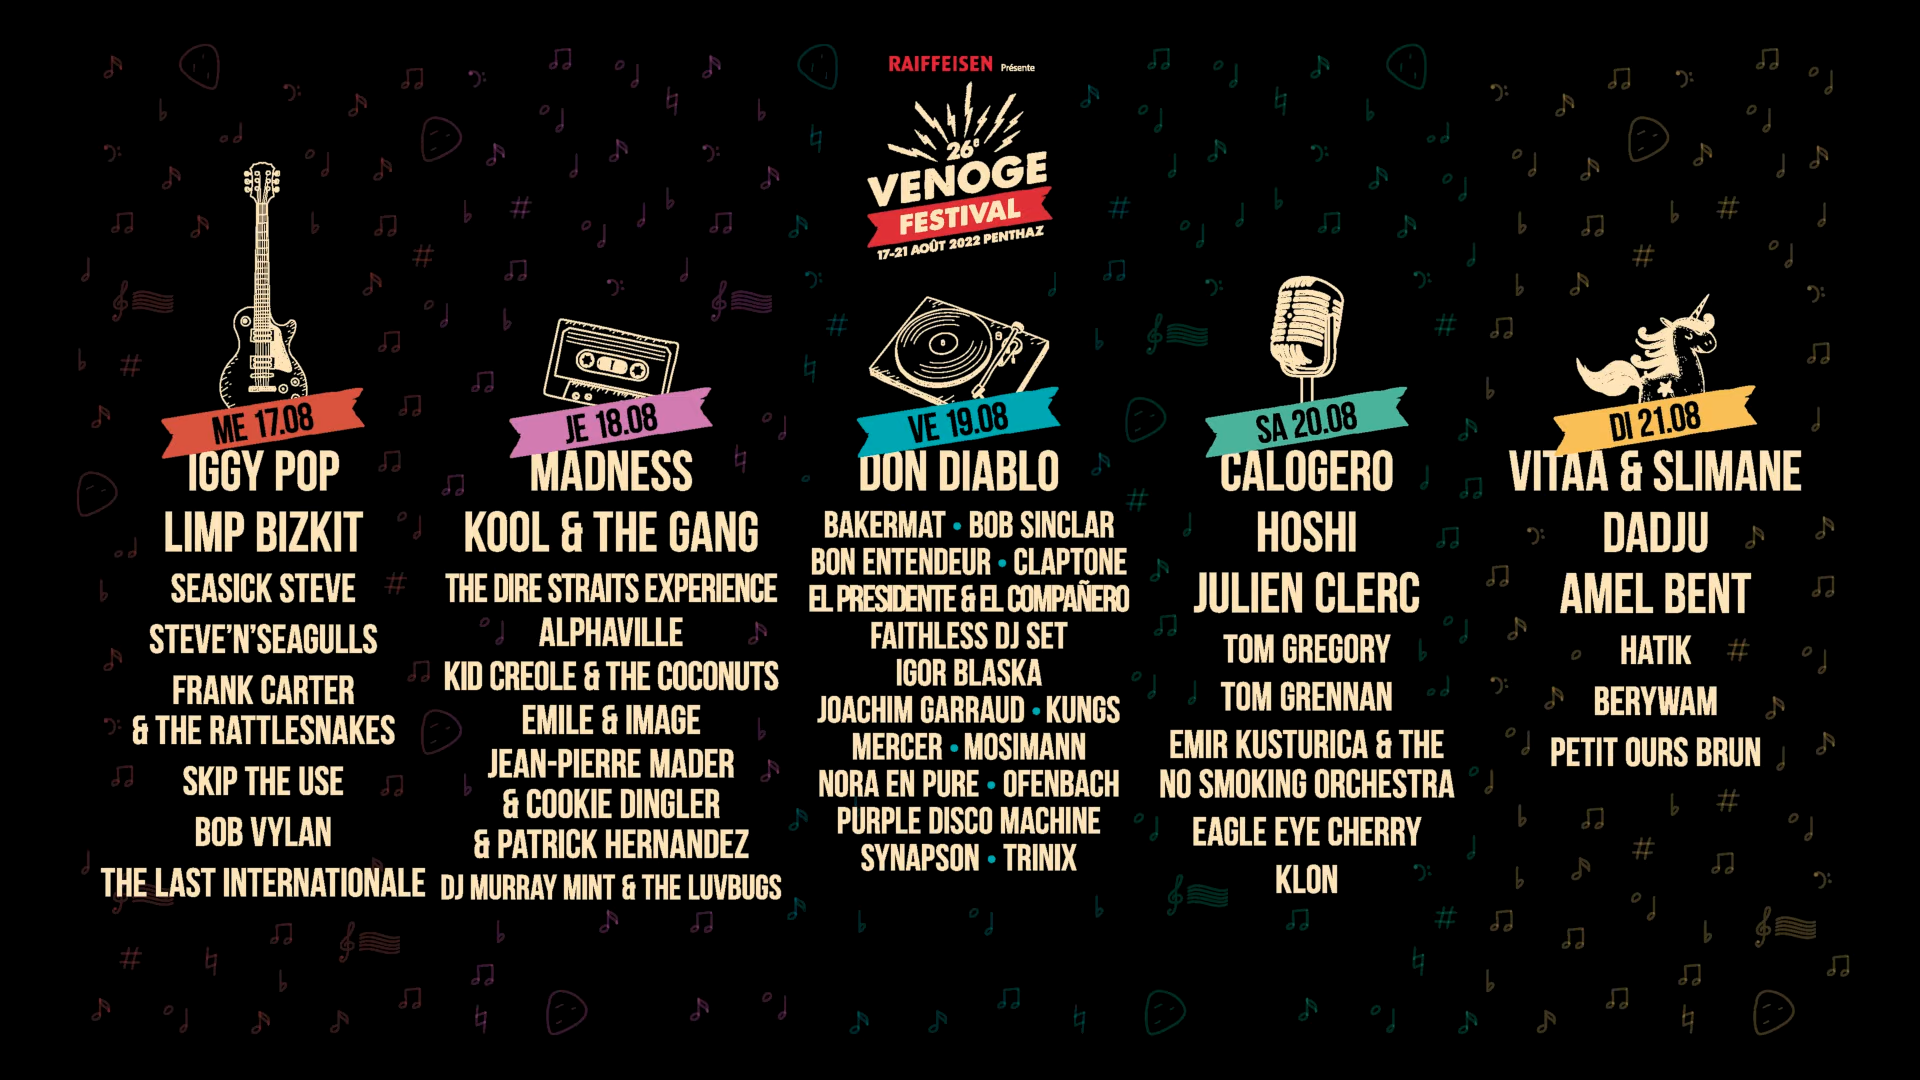 RAIFFEISEN Présente
26e
VENOGE
FESTIVAL
17-21 AOÛT 2022 PENTHAZ
ME 17.08
IGGY POP
LIMP BIZKIT
SEASICK STEVE
STEVE'N'SEAGULLS
FRANK CARTER
& THE RATTLESNAKES
SKIP THE USE
BOB VYLAN
THE LAST INTERNATIONALE
JE 18.08
MADNESS
KOOL & THE GANG
THE DIRE STRAITS EXPERIENCE
ALPHAVILLE
KID CREOLE & THE COCONUTS
EMILE & IMAGE
JEAN-PIERRE MADER
& COOKIE DINGLER
& PATRICK HERNANDEZ
DJ MURRAY MINT & THE LUVBUGS
VE 19.08
DON DIABLO
BAKERMAT • BOB SINCLAR
BON ENTENDEUR • CLAPTONE
EL PRESIDENTE & EL COMPAÑERO
FAITHLESS DJ SET
IGOR BLASKA
JOACHIM GARRAUD • KUNGS
MERCER • MOSIMANN
NORA EN PURE • OFENBACH
PURPLE DISCO MACHINE
SYNAPSON • TRINIX
SA 20.08
CALOGERO
HOSHI
JULIEN CLERC
TOM GREGORY
TOM GRENNAN
EMIR KUSTURICA & THE
NO SMOKING ORCHESTRA
EAGLE EYE CHERRY
KLON
DI 21.08
VITAA & SLIMANE
DADJU
AMEL BENT
HATIK
BERYWAM
PETIT OURS BRUN